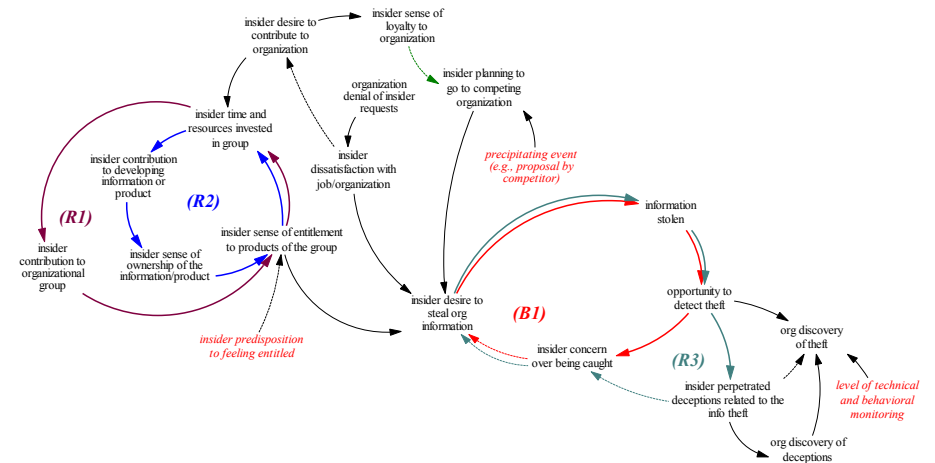 insider desire to
contribute to
organization
insider sense of
loyalty to
organization
insider planning to
go to competing
organization
organization
denial of insider
requests
insider time and
resources invested
in group
insider
dissatisfaction with
job/organization
precipitating event
(e.g., proposal by
competitor)
insider contribution
to developing
information or
product
(R2)
(R1)
information
stolen
insider sense of entitlement
to products of the group
insider
contribution to
organizational
group
insider sense of
ownership of the
information/product
insider desire to
steal org
information
(B1)
opportunity to
detect theft
org discovery
of theft
insider predisposition
to feeling entitled
insider concern
over being caught
(R3)
insider perpetrated
deceptions related to the
info theft
level of technical
and behavioral
monitoring
org discovery of
deceptions